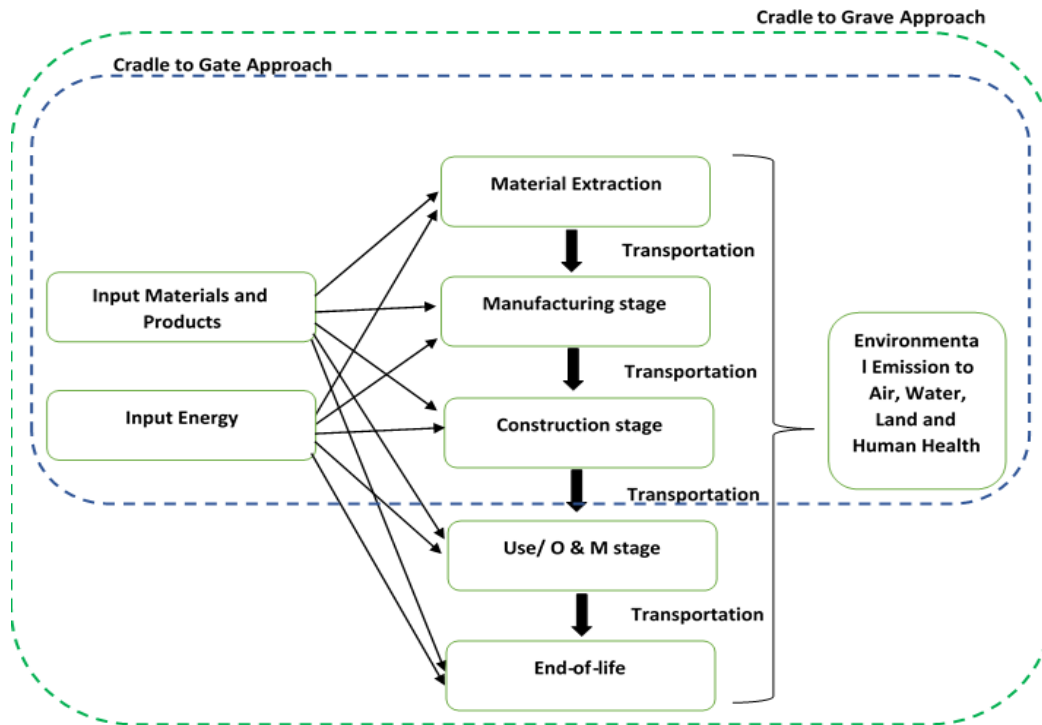 Cradle to Grave Approach
Cradle to Gate Approach
Material Extraction
Transportation
Input Materials and
Products
Manufacturing stage
Transportation
Input Energy
Construction stage
Transportation
Use/ O & M stage
Transportation
End-of-life
Environmenta
l Emission to
Air, Water,
Land and
Human Health